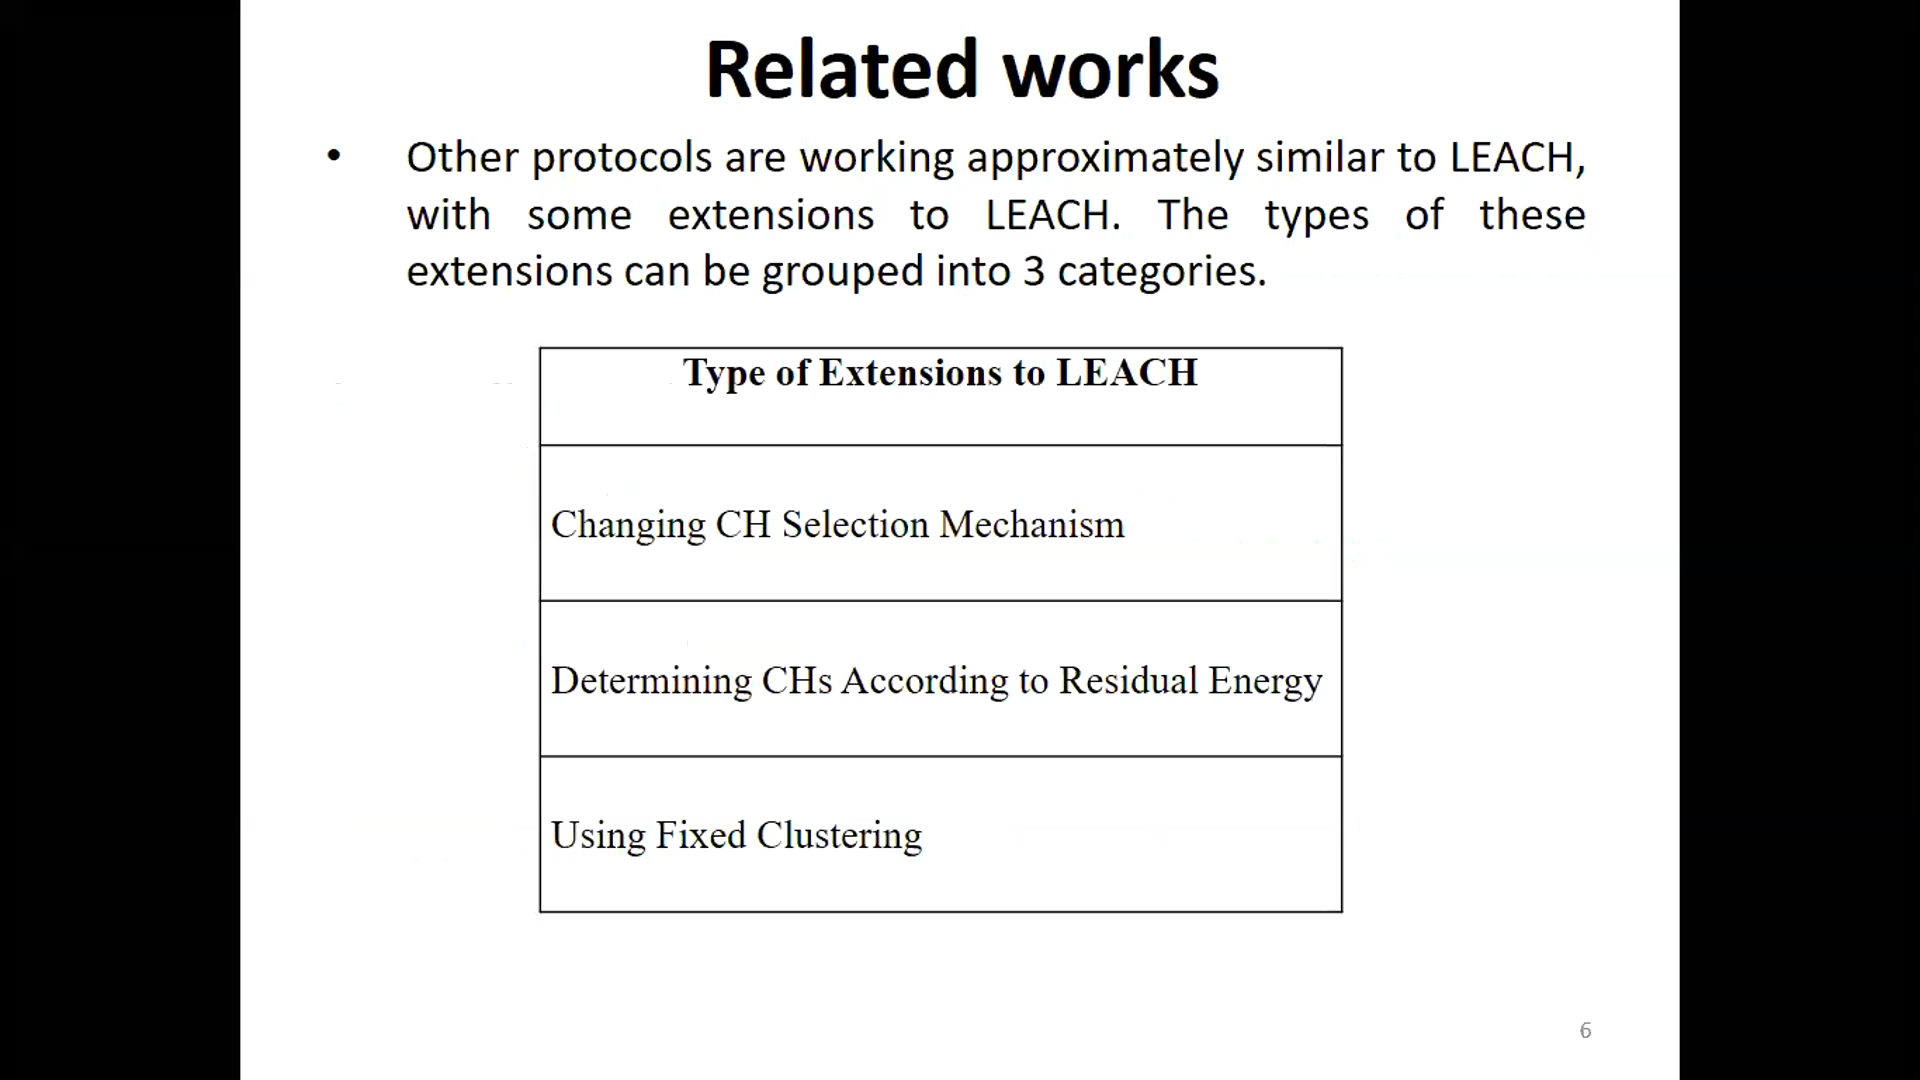 Related works
• Other protocols are working approximately similar to LEACH,
with some extensions to LEACH. The types of these
extensions can be grouped into 3 categories.
Type of Extensions to LEACH
Changing CH Selection Mechanism
Determining CHs According to Residual Energy
Using Fixed Clustering
6